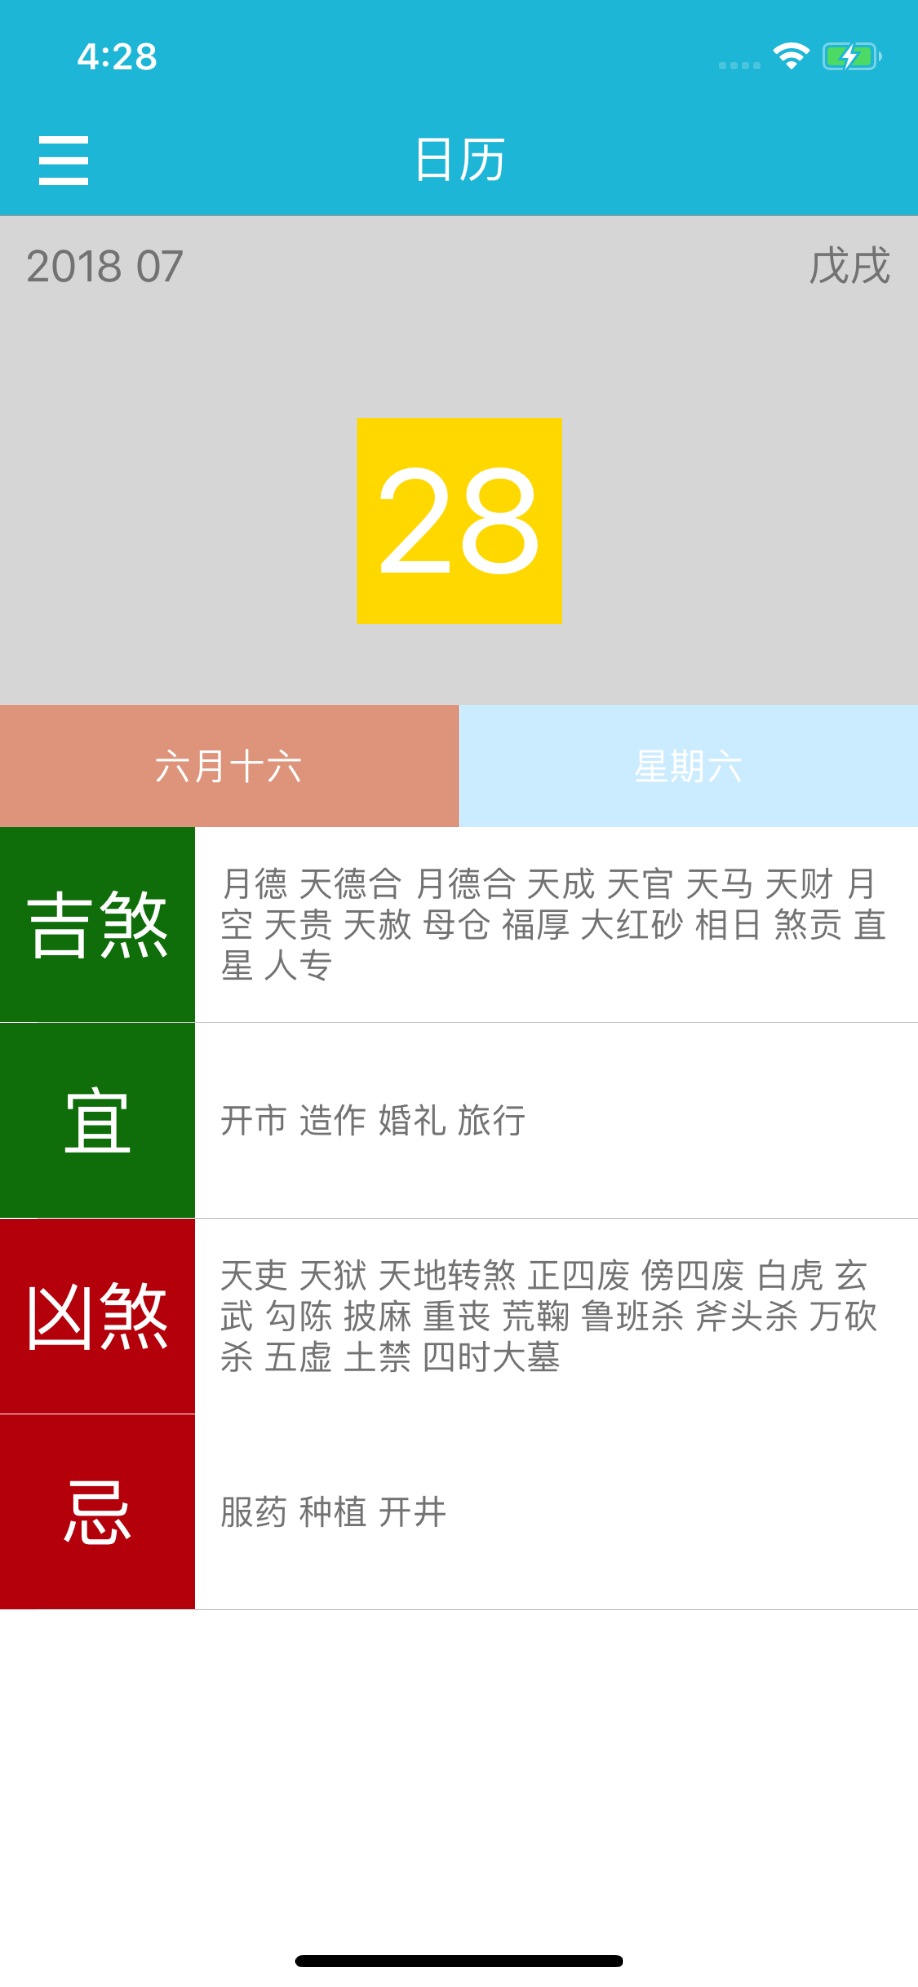 4:28
日历
2018 07
戊戌
28
六月十六
星期六
吉煞
月德 天德合 月德合 天成 天官 天马 天财 月
空 天贵 天赦 母仓 福厚 大红砂 相日 煞贡 直
星 人专
宜
开市 造作 婚礼 旅行
凶煞
天吏 天狱 天地转煞 正四废 傍四废 白虎 玄
武 勾陈 披麻 重丧 荒鞠 鲁班杀 斧头杀 万砍
杀 五虚 土禁 四时大墓
忌
服药 种植 开井